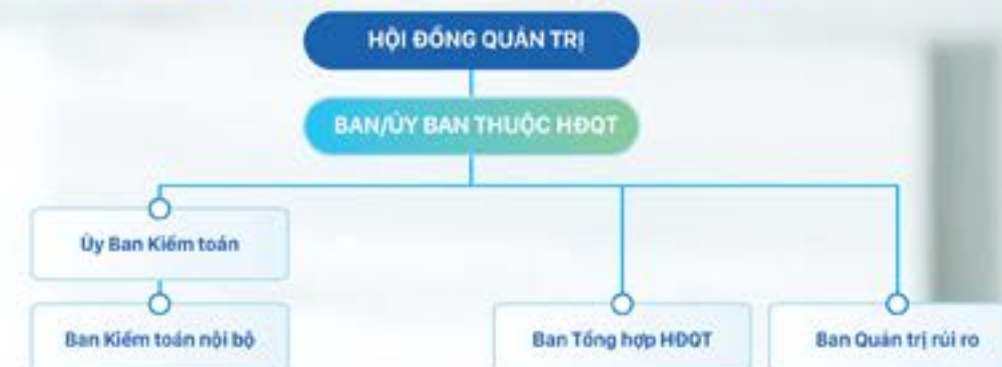 HỘI ĐỒNG QUẢN TRỊ
BAN/ỦY BAN THUỘC HĐQT
Ủy Ban Kiểm toán
Ban Kiểm toán nội bộ
Ban Tổng hợp HĐQT
Ban Quản trị rủi ro